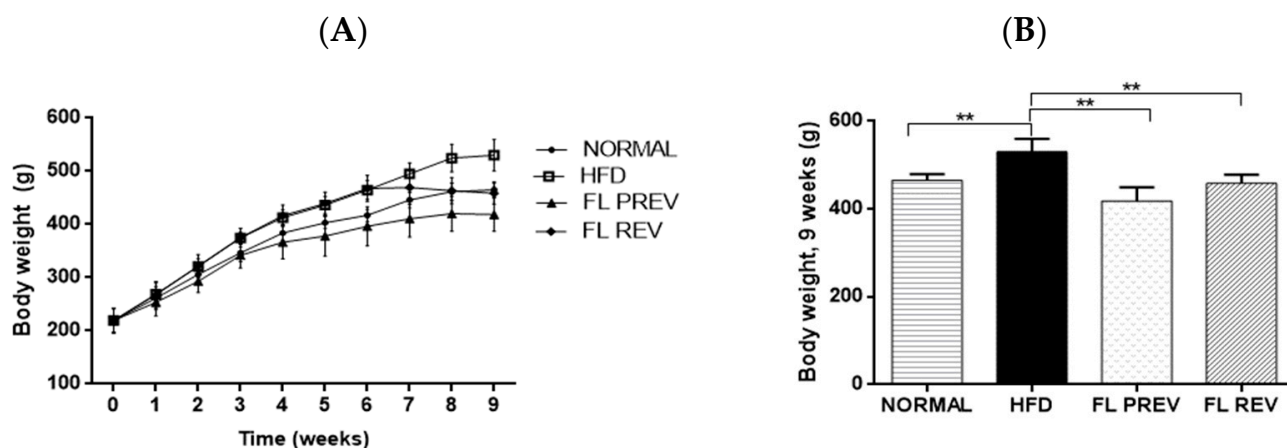 (A)
Body weight (g)
600
500
400
300
200
100
0 1 2 3 4 5 6 7 8 9
Time (weeks)
NORMAL
HFD
FL PREV
FL REV
(B)
Body weight, 9 weeks (g)
600
400
200
0
**
**
**
NORMAL HFD FL PREV FL REV